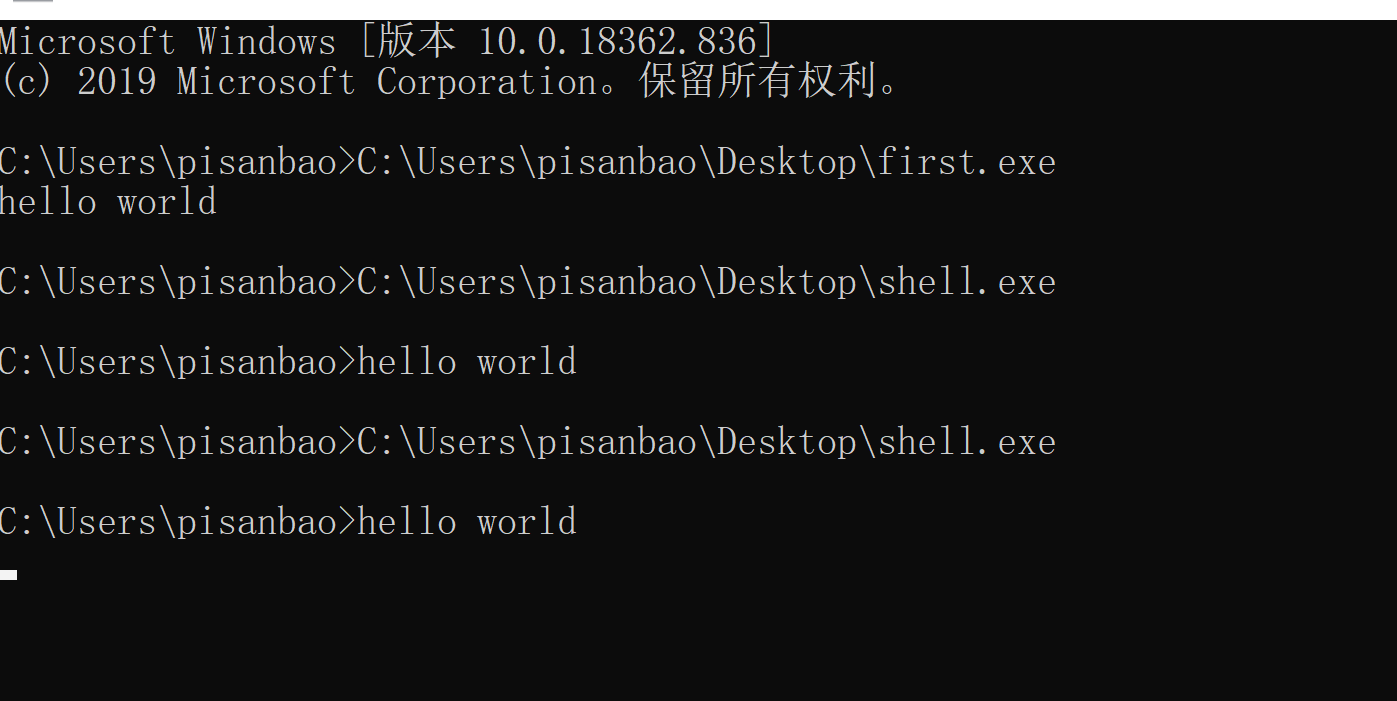 Microsoft Windows [版本 10.0.18362.836]
(c) 2019 Microsoft Corporation。保留所有权利。
C:\Users\pisanbao>C:\Users\pisanbao\Desktop\first.exe
hello world
C:\Users\pisanbao>C:\Users\pisanbao\Desktop\shell.exe
C:\Users\pisanbao>hello world
C:\Users\pisanbao>C:\Users\pisanbao\Desktop\shell.exe
C:\Users\pisanbao>hello world